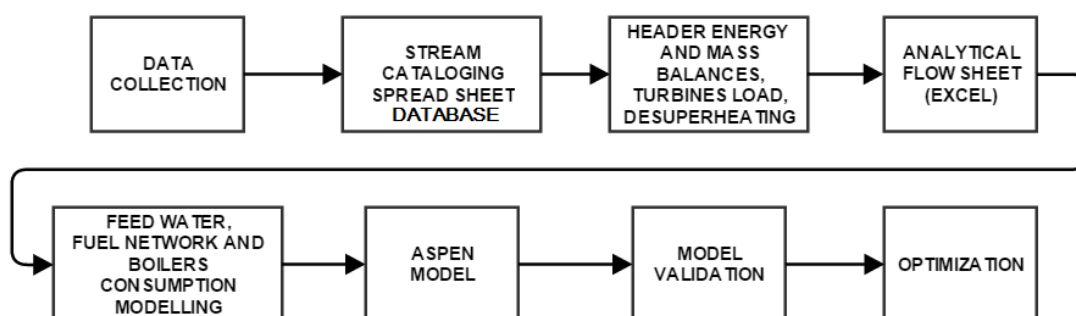 DATA
COLLECTION
STREAM
CATALOGING
SPREAD SHEET
DATABASE
HEADER ENERGY
AND MASS
BALANCES,
TURBINES LOAD,
DESUPERHEATING
ANALYTICAL
FLOW SHEET
(EXCEL)
FEED WATER,
FUEL NETWORK AND
BOILERS
CONSUMPTION
MODELLING
ASPEN
MODEL
MODEL
VALIDATION
OPTIMIZATION